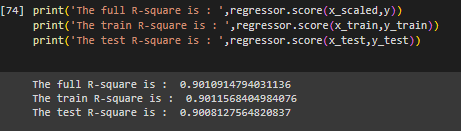 [74] print('The full R-square is : ',regressor.score(x_scaled,y))
print('The train R-square is : ',regressor.score(x_train,y_train))
print('The test R-square is : ',regressor.score(x_test,y_test))
The full R-square is :  0.9010914794031136
The train R-square is :  0.9011568404984076
The test R-square is :  0.9008127564820837